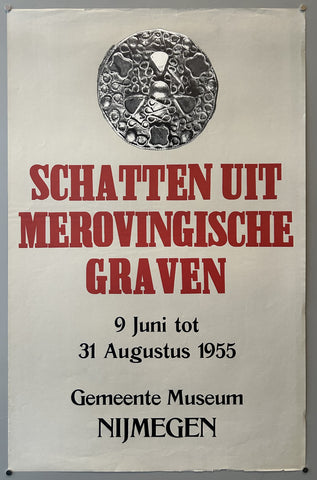 SCHATTEN UIT
MEROVINGISCHE
GRAVEN
9 Juni tot
31 Augustus 1955
Gemeente Museum
NIJMEGEN